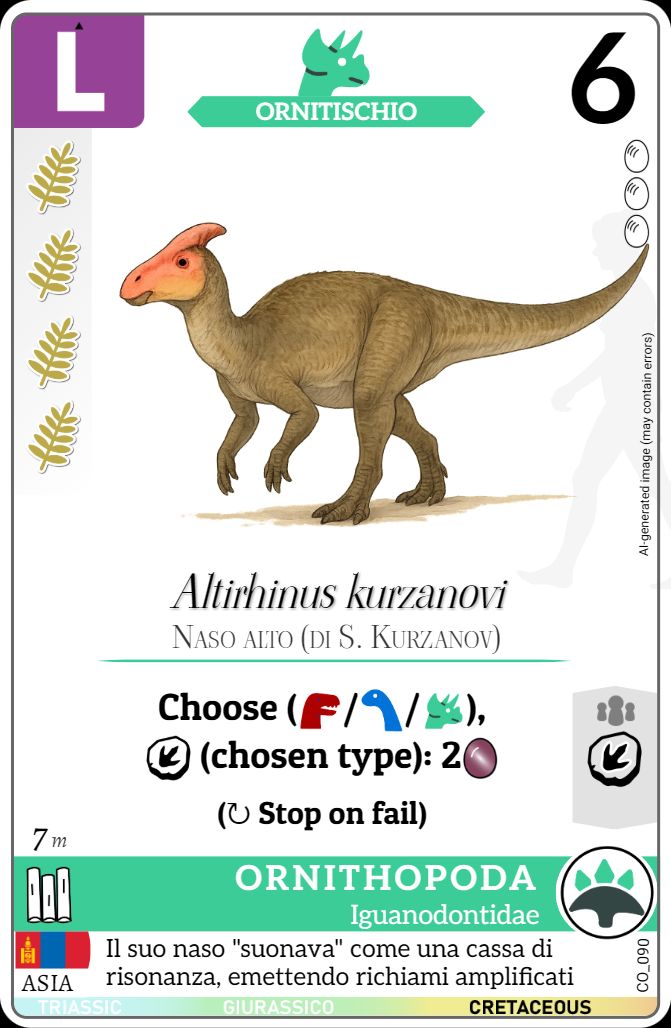 L
ORNITISCHIO
6
AI-generated image (may contain errors)
Altirhinus kurzanovi
Naso alto (di S. Kurzanov)
Choose ( / / ),
(chosen type): 2
(↻ Stop on fail)
7 m
ORNITHOPODA
Iguanodontidae
ASIA
Il suo naso "suonava" come una cassa di
risonanza, emettendo richiami amplificati
CO_090
TRIASSIC
GIURASSICO
CRETACEOUS